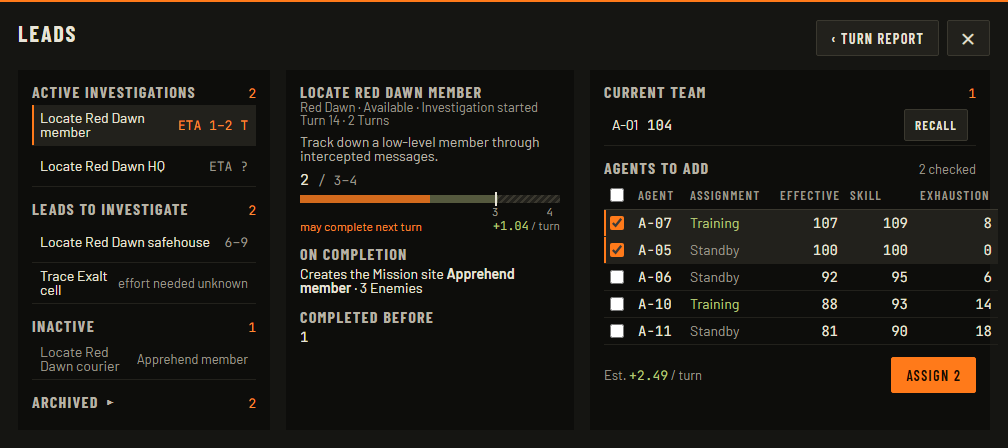 LEADS
‹ TURN REPORT
✕
ACTIVE INVESTIGATIONS 2
Locate Red Dawn
member
ETA 1–2 T
Locate Red Dawn HQ ETA ?
LEADS TO INVESTIGATE 2
Locate Red Dawn safehouse 6–9
Trace Exalt
cell
effort needed unknown
INACTIVE 1
Locate Red
Dawn courier
Apprehend member
ARCHIVED ▸ 2
LOCATE RED DAWN MEMBER
Red Dawn · Available · Investigation started
Turn 14 · 2 Turns
Track down a low-level member through
intercepted messages.
2 / 3–4
3 4
may complete next turn +1.04 / turn
ON COMPLETION
Creates the Mission site Apprehend
member · 3 Enemies
COMPLETED BEFORE
1
CURRENT TEAM 1
A-01 104 RECALL
AGENTS TO ADD 2 checked
AGENT ASSIGNMENT EFFECTIVE SKILL EXHAUSTION
A-07 Training 107 109 8
A-05 Standby 100 100 0
A-06 Standby 92 95 6
A-10 Training 88 93 14
A-11 Standby 81 90 18
Est. +2.49 / turn ASSIGN 2